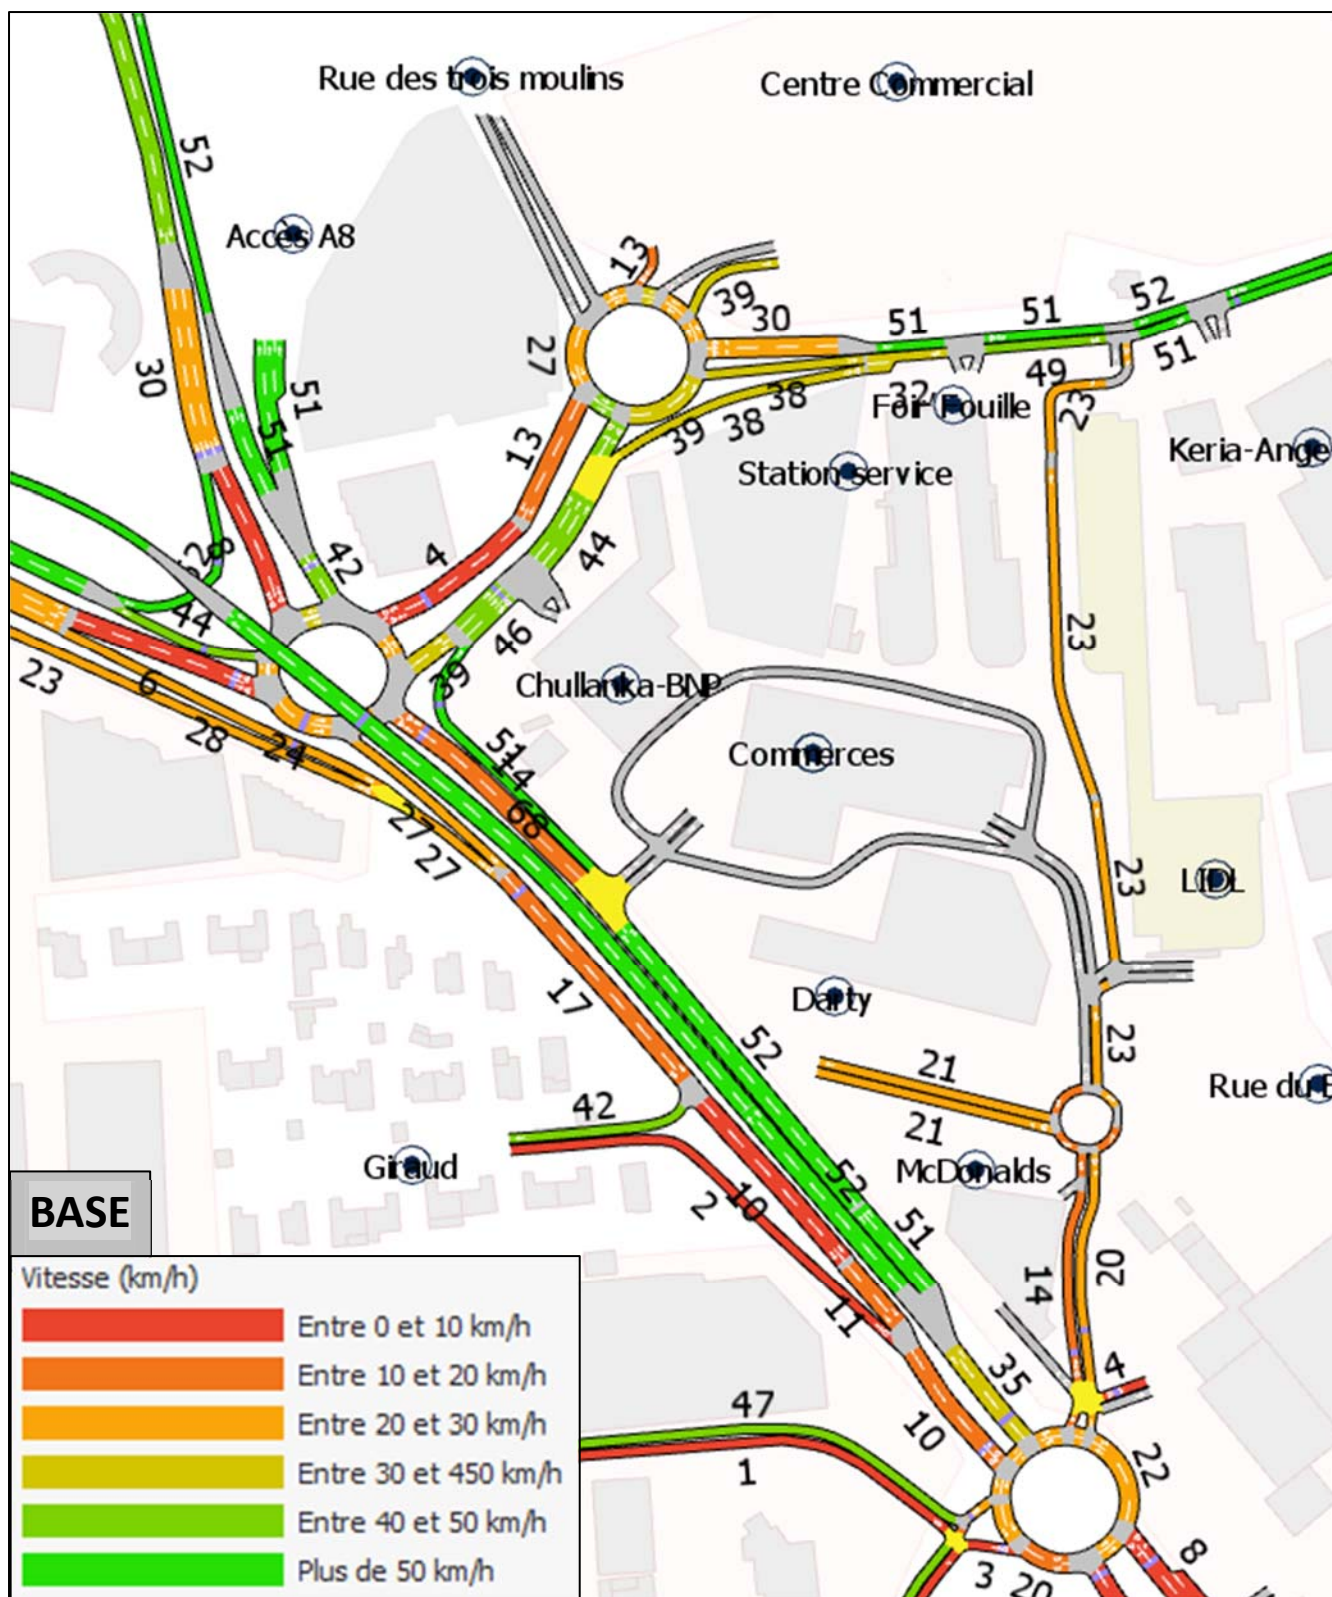 52
Rue des trois moulins
Centre Commercial
Accès A8
13
39
30
51
51
52
51
49
23
30
51
51
27
13
39
38
38
32
Foir'Fouille
Station service
Keria-Ange
42
4
44
46
44
23
6
28
24
27
27
Chullanka-BNP
51
Commerces
23
23
LIDL
17
52
Darty
23
21
21
Rue du B
42
Giraud
McDonalds
2
10
52
51
11
14
20
4
35
10
22
47
1
3
20
8
BASE
Vitesse (km/h)
Entre 0 et 10 km/h
Entre 10 et 20 km/h
Entre 20 et 30 km/h
Entre 30 et 450 km/h
Entre 40 et 50 km/h
Plus de 50 km/h